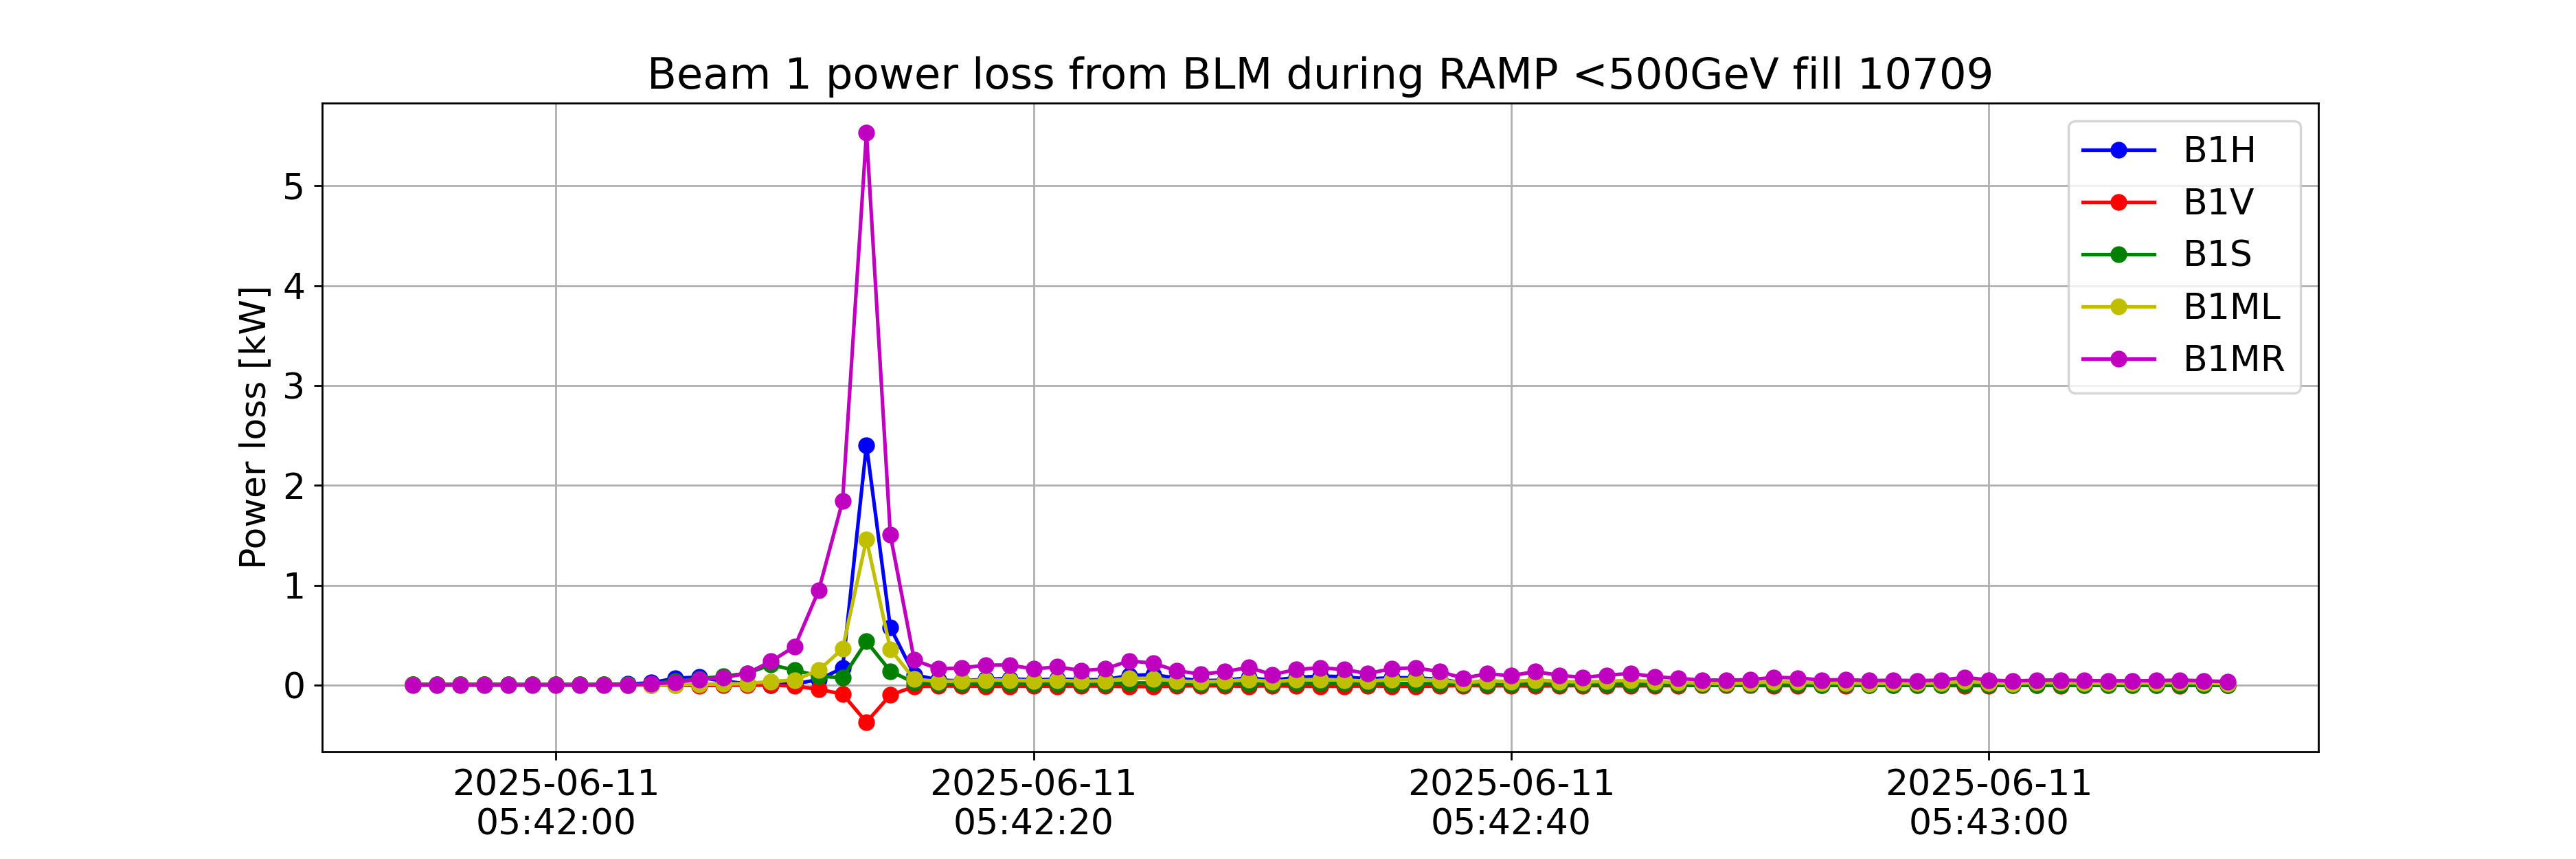 Beam 1 power loss from BLM during RAMP <500GeV fill 10709
Power loss [kW]
5
4
3
2
1
0
B1H
B1V
B1S
B1ML
B1MR
2025-06-11
05:42:00
2025-06-11
05:42:20
2025-06-11
05:42:40
2025-06-11
05:43:00